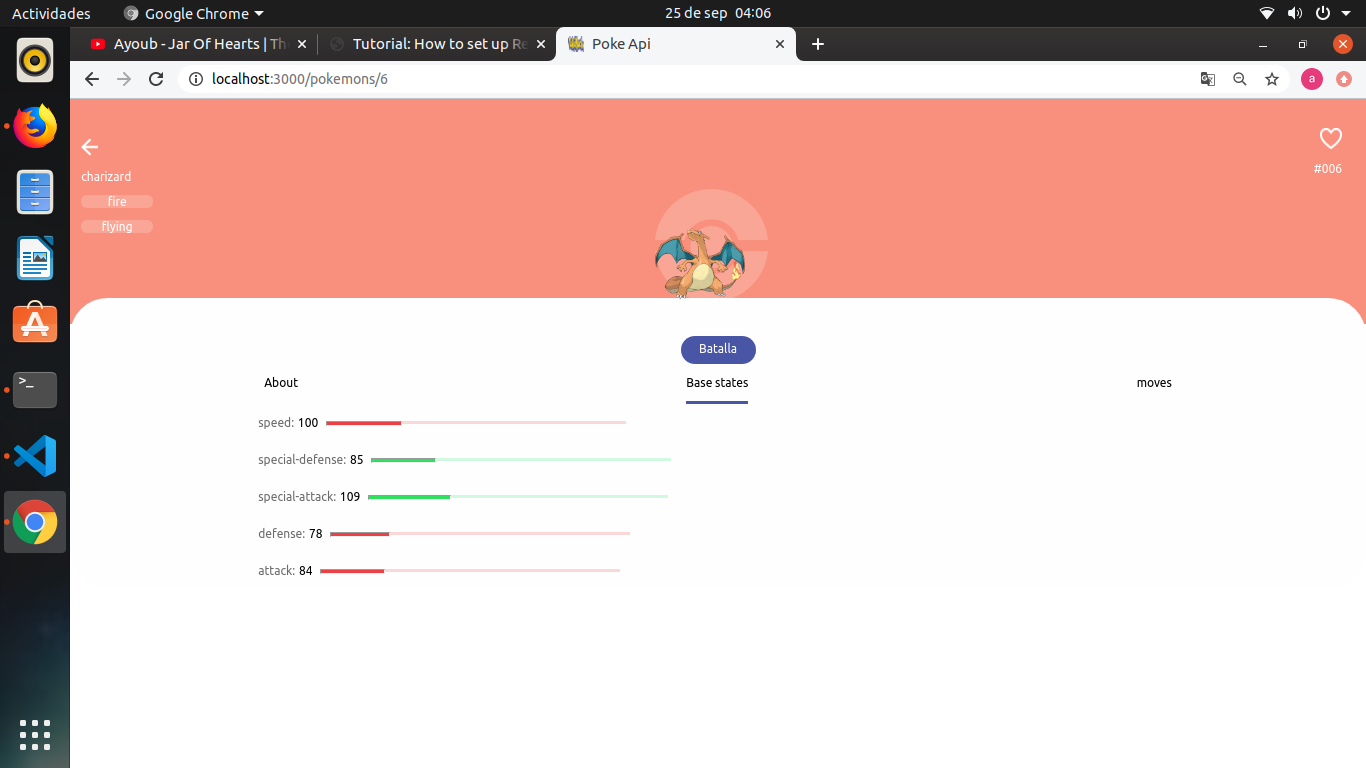 Actividades
Google Chrome
25 de sep 04:06
Ayoub - Jar Of Hearts | Th
Tutorial: How to set up Re
Poke Api
localhost:3000/pokemons/6
a
charizard
fire
flying
#006
Batalla
About
Base states
moves
speed: 100
special-defense: 85
special-attack: 109
defense: 78
attack: 84